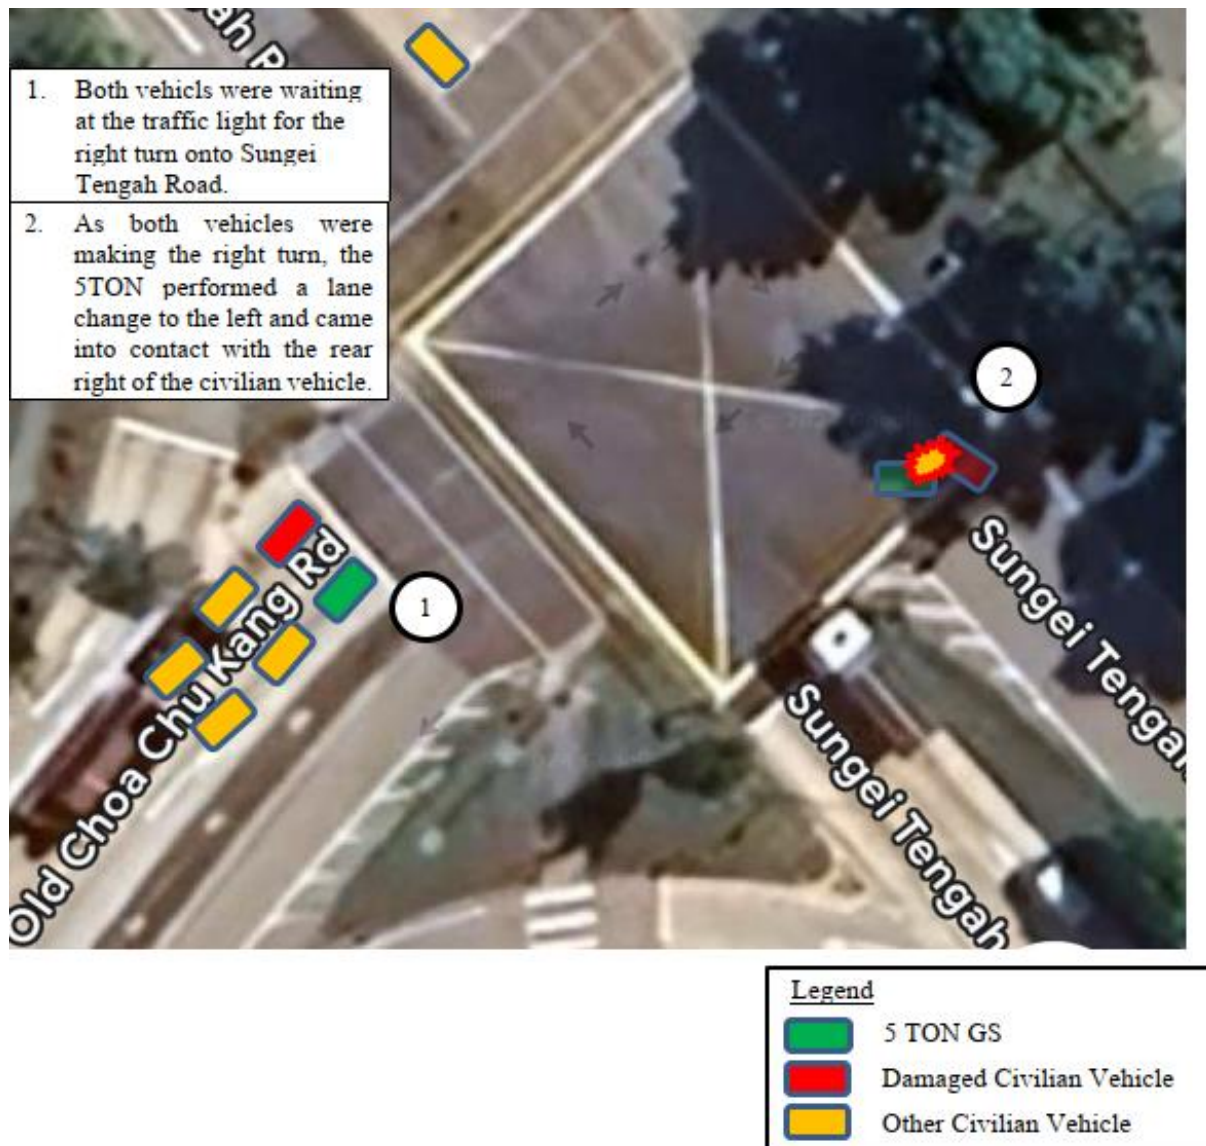 ah R
1. Both vehicls were waiting
at the traffic light for the
right turn onto Sungei
Tengah Road.
2. As both vehicles were
making the right turn, the
5TON performed a lane
change to the left and came
into contact with the rear
right of the civilian vehicle.
2
1
Old Choa Chu Kang Rd
Sungei Tengah
Sungei Tengah
Legend
5 TON GS
Damaged Civilian Vehicle
Other Civilian Vehicle